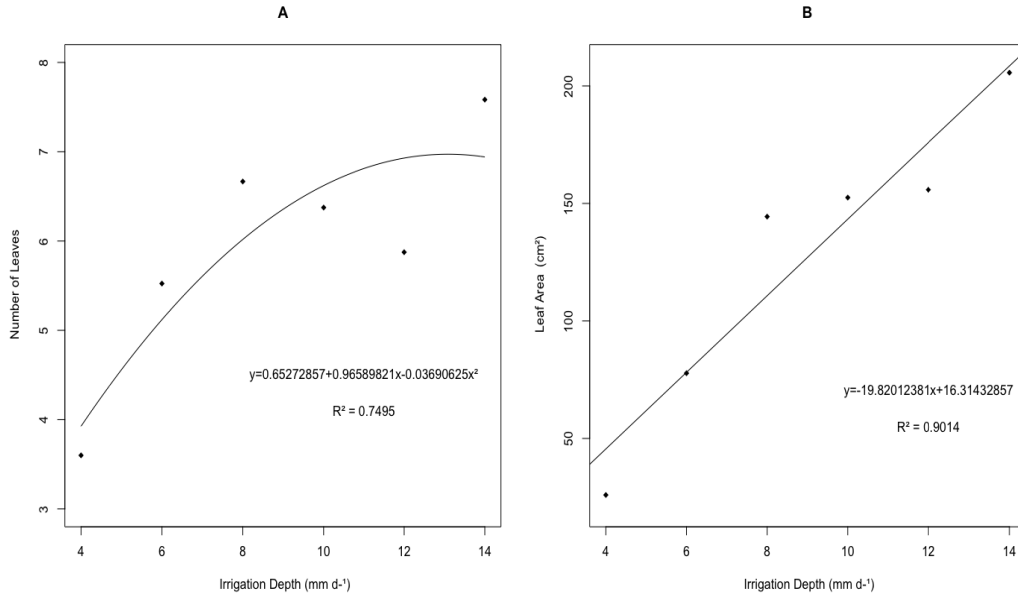 A
8
7
6
5
4
3
Number of Leaves
y=0.65272857+0.96589821x-0.03690625x²
R² = 0.7495
4 6 8 10 12 14
Irrigation Depth (mm d-¹)
B
200
150
100
50
Leaf Area (cm²)
y=-19.82012381x+16.31432857
R² = 0.9014
4 6 8 10 12 14
Irrigation Depth (mm d-¹)